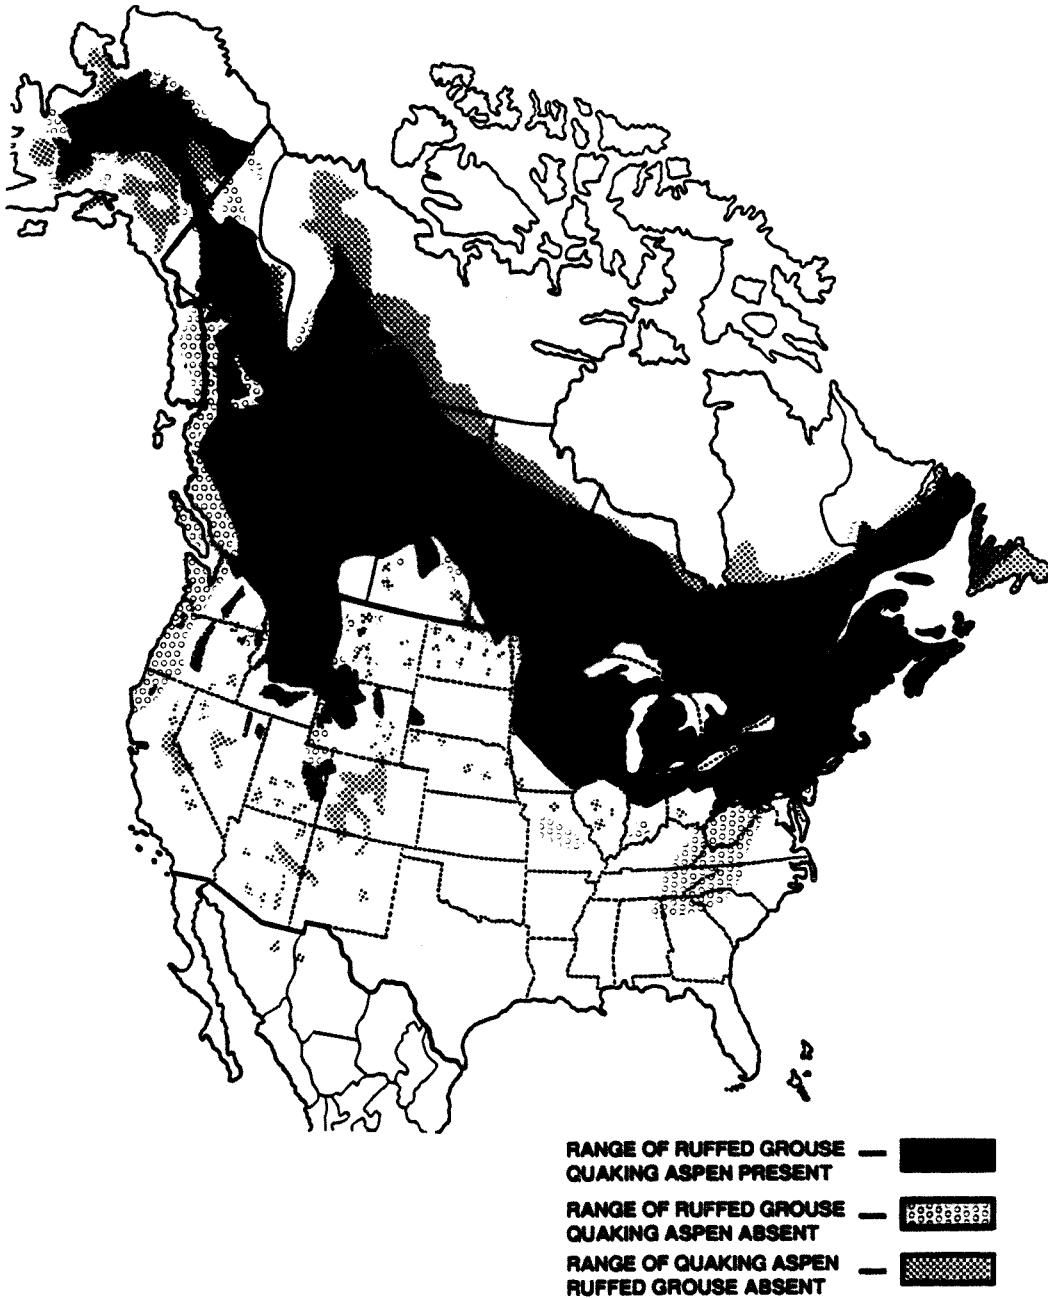 RANGE OF RUFFED GROUSE
QUAKING ASPEN PRESENT
RANGE OF RUFFED GROUSE
QUAKING ASPEN ABSENT
RANGE OF QUAKING ASPEN
RUFFED GROUSE ABSENT